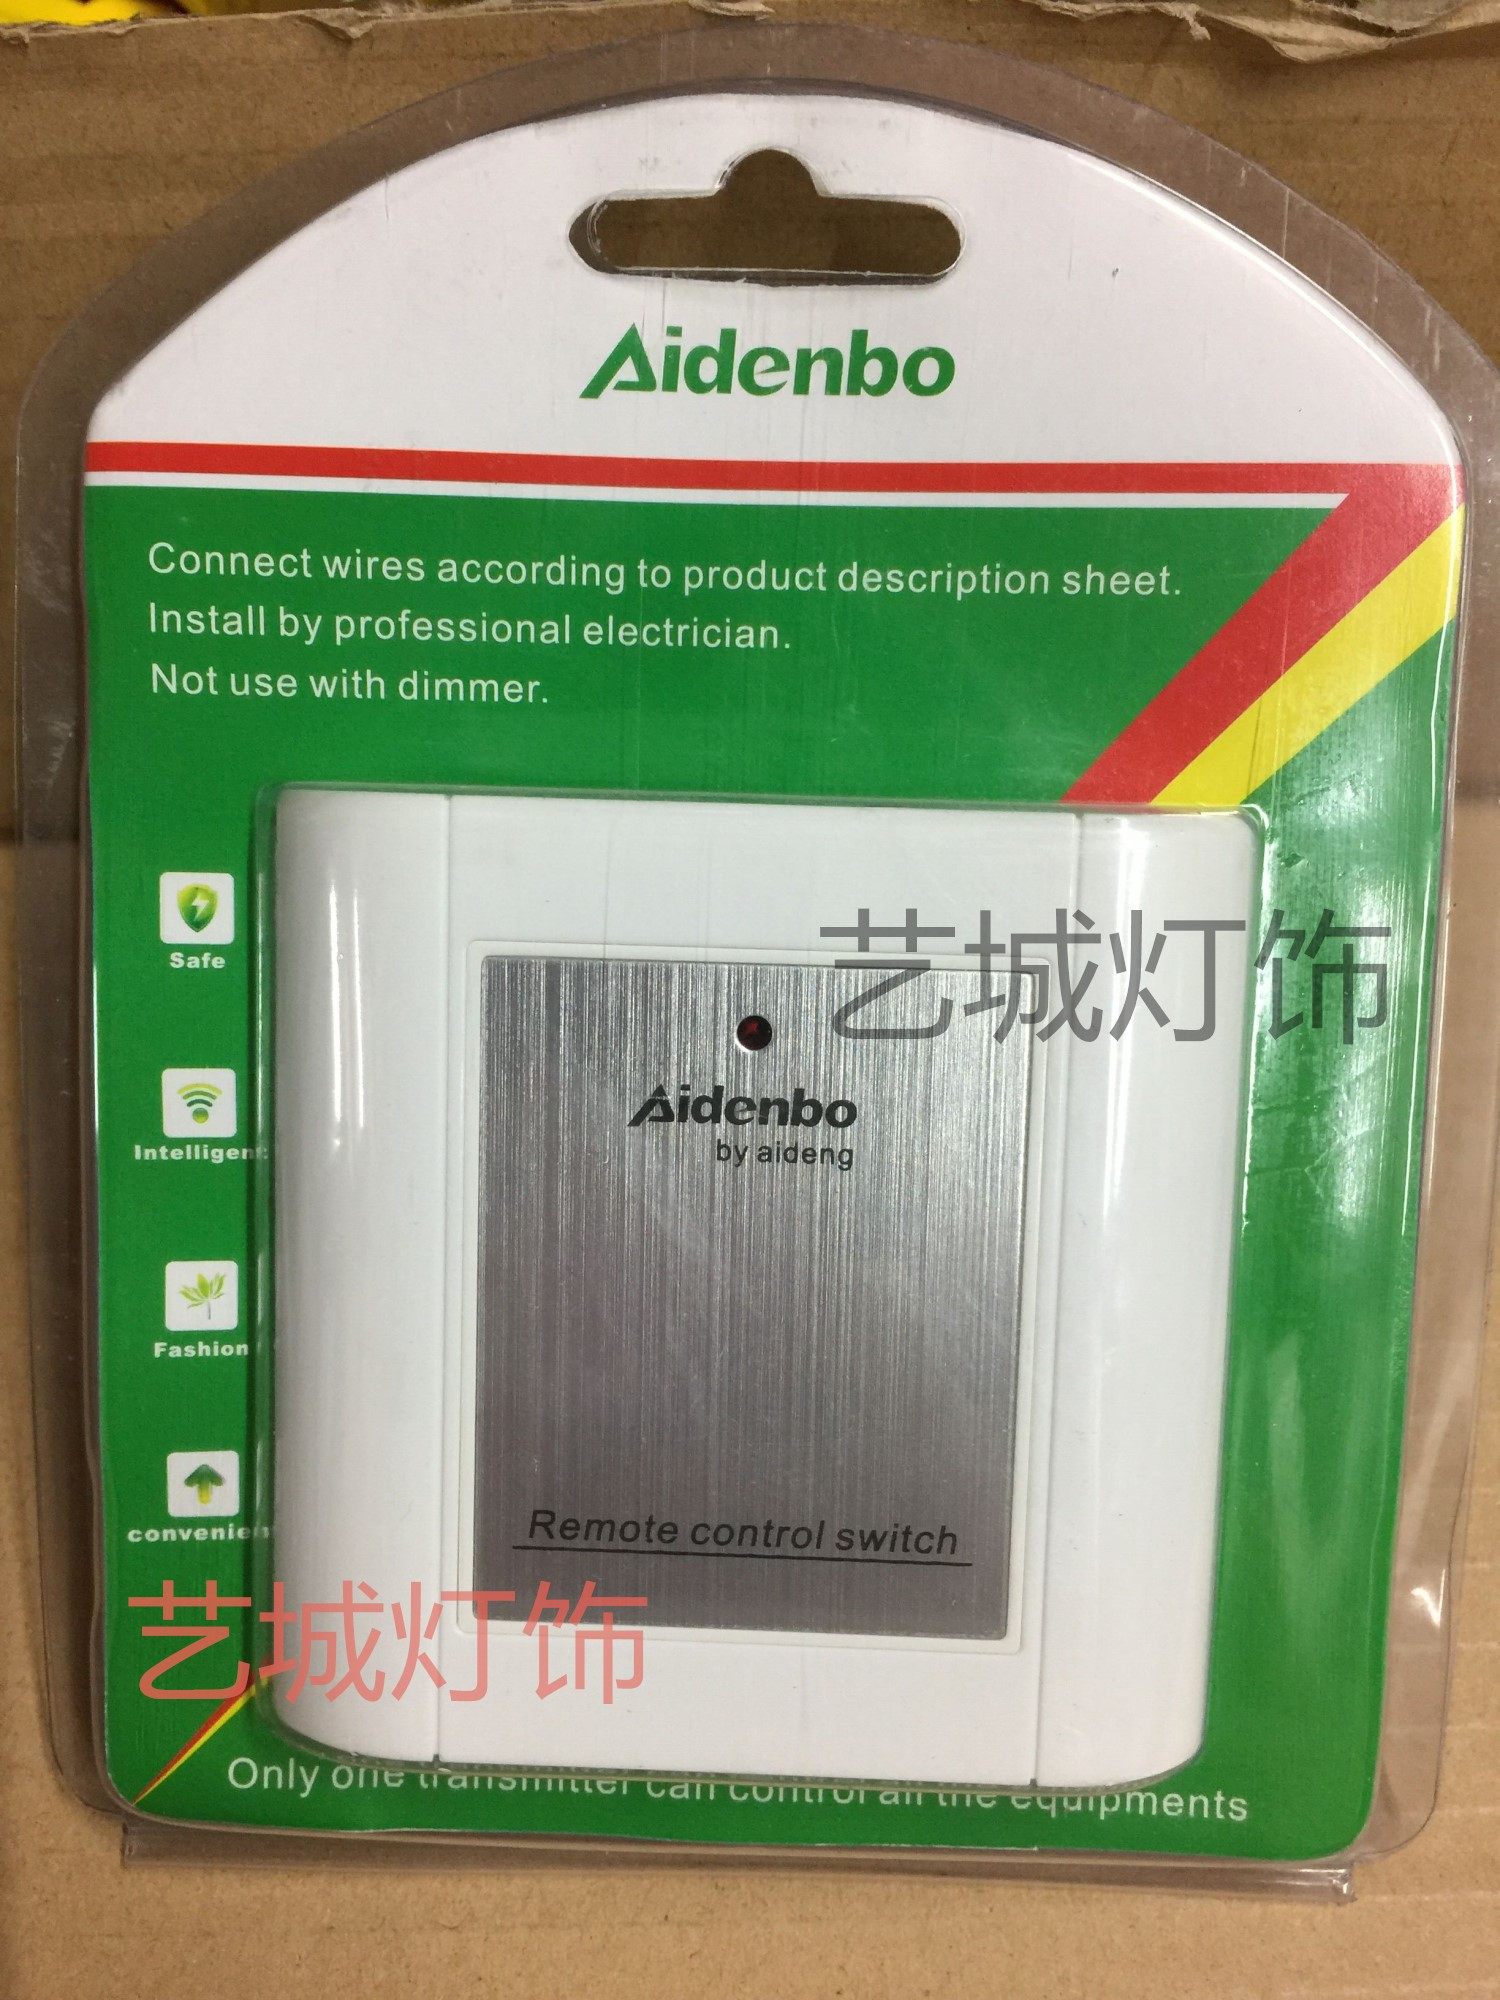 Aidenbo
Connect wires according to product description sheet.
Install by professional electrician.
Not use with dimmer.
Safe
艺城灯饰
Aidenbo
by aideng
Intelligent
Fashion
convenien
Remote control switch
艺城灯饰
Only one transmitter can control all the equipments